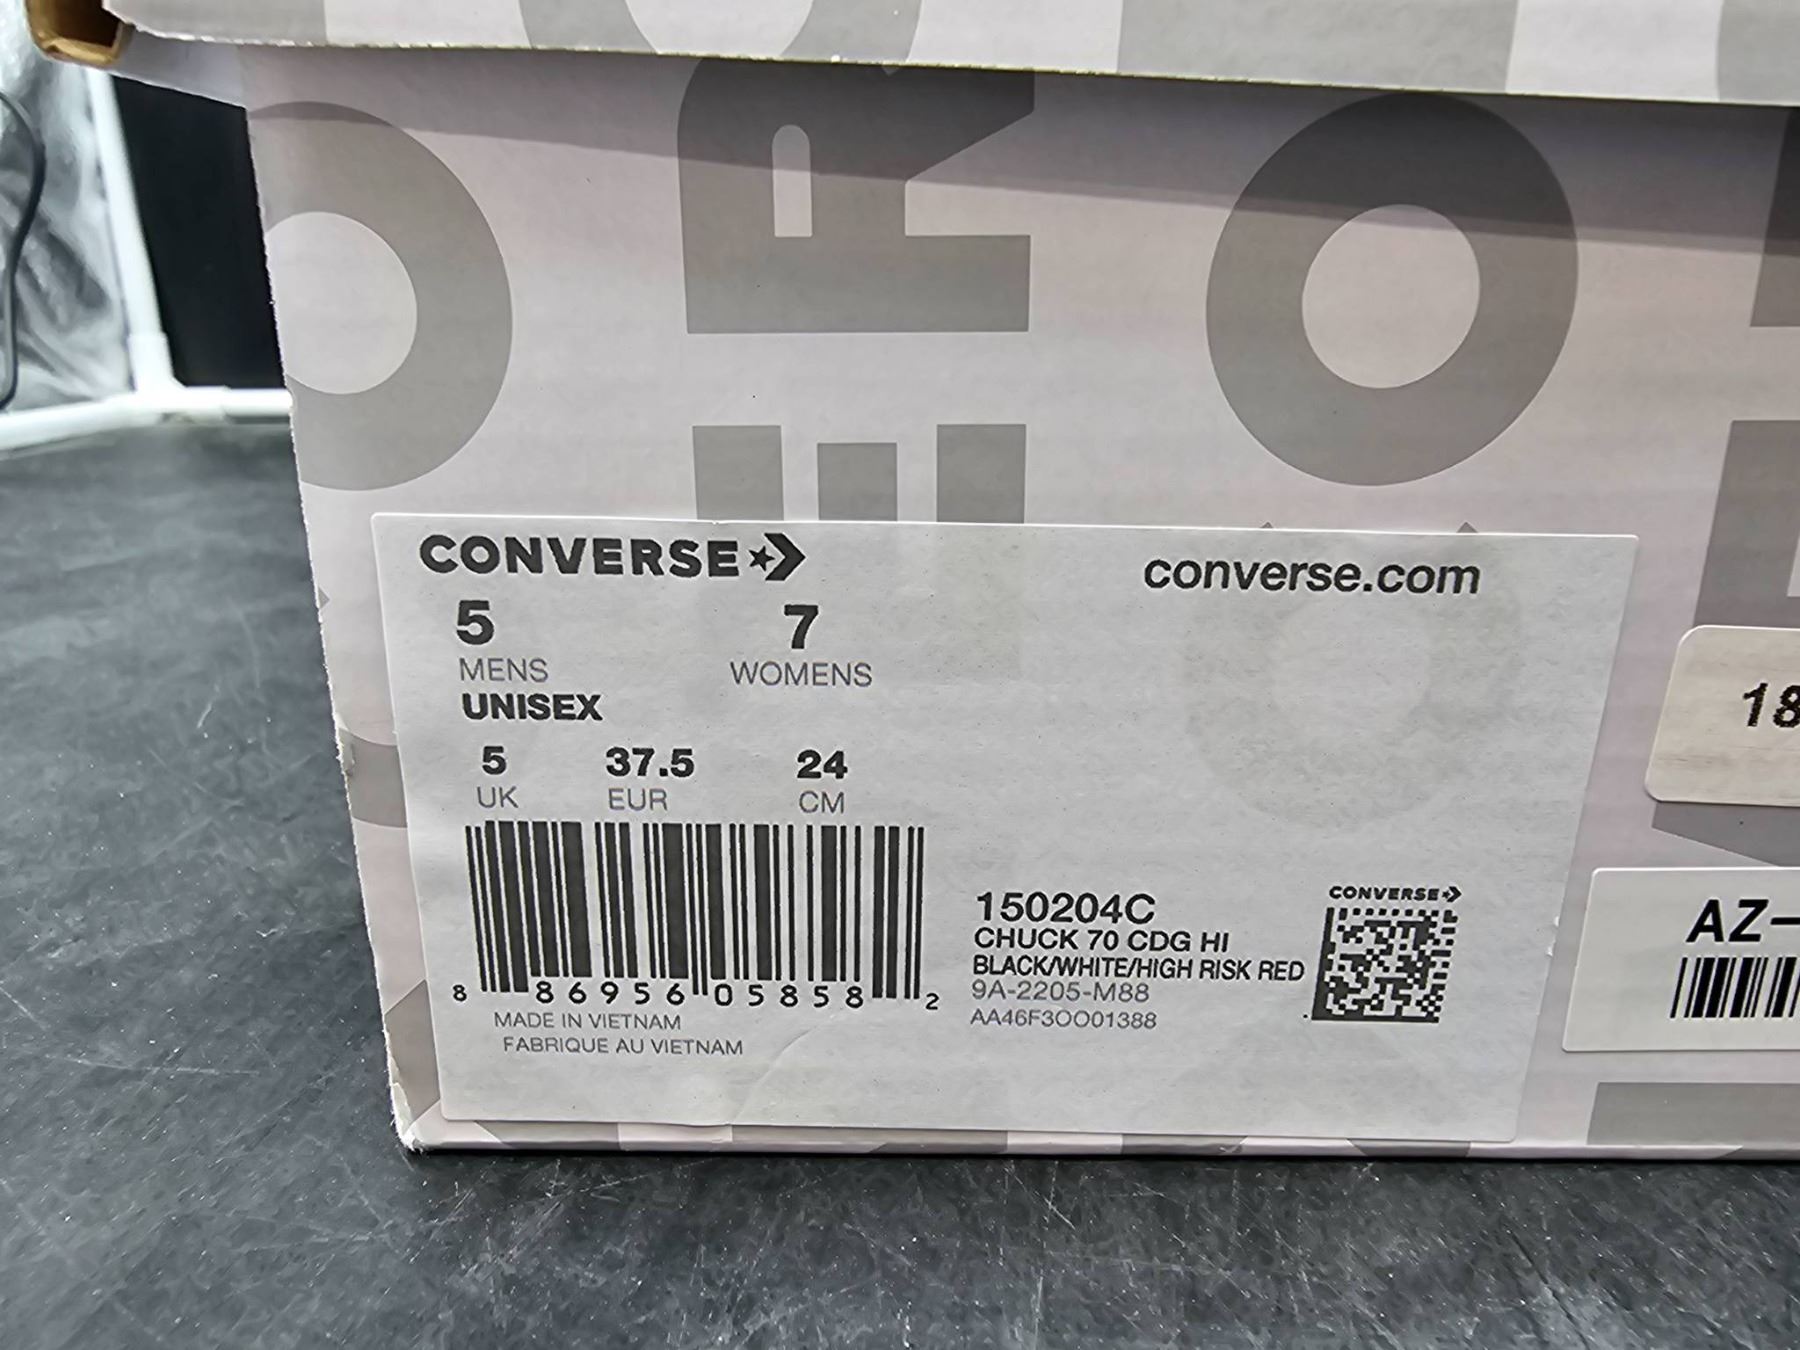 CONVERSE
converse.com
5 7
MENS WOMENS
UNISEX
5 37.5 24
UK EUR CM
8 86956 05858 2
MADE IN VIETNAM
FABRIQUE AU VIETNAM
150204C
CHUCK 70 CDG HI
BLACK/WHITE/HIGH RISK RED
9A-2205-M88
AA46F3OO01388
CONVERSE
18
AZ-